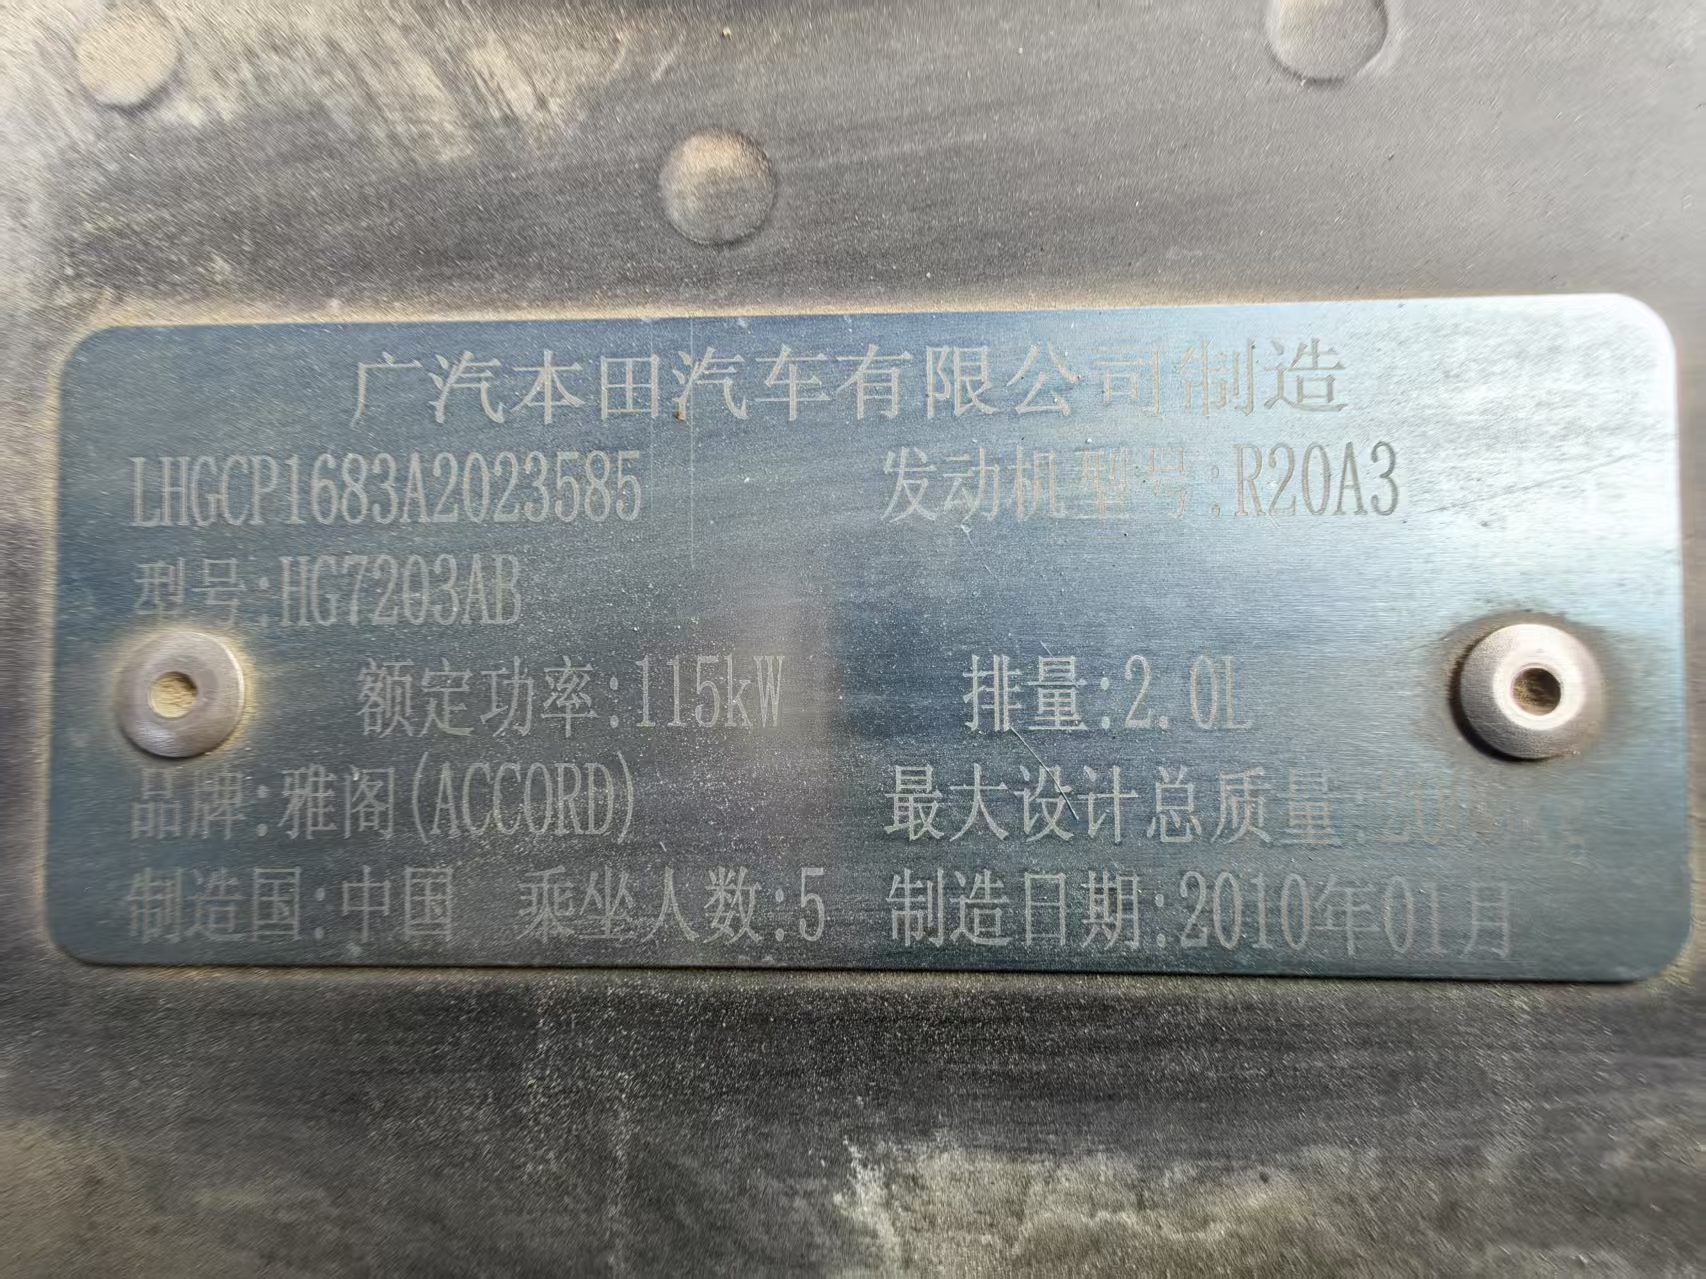 广汽本田汽车有限公司制造
LHGCP1683A2023585 发动机型号:R20A3
型号:HG7203AB
额定功率:115kW 排量:2.0L
品牌:雅阁(ACCORD) 最大设计总质量
制造国:中国 乘坐人数:5 制造日期:2010年01月